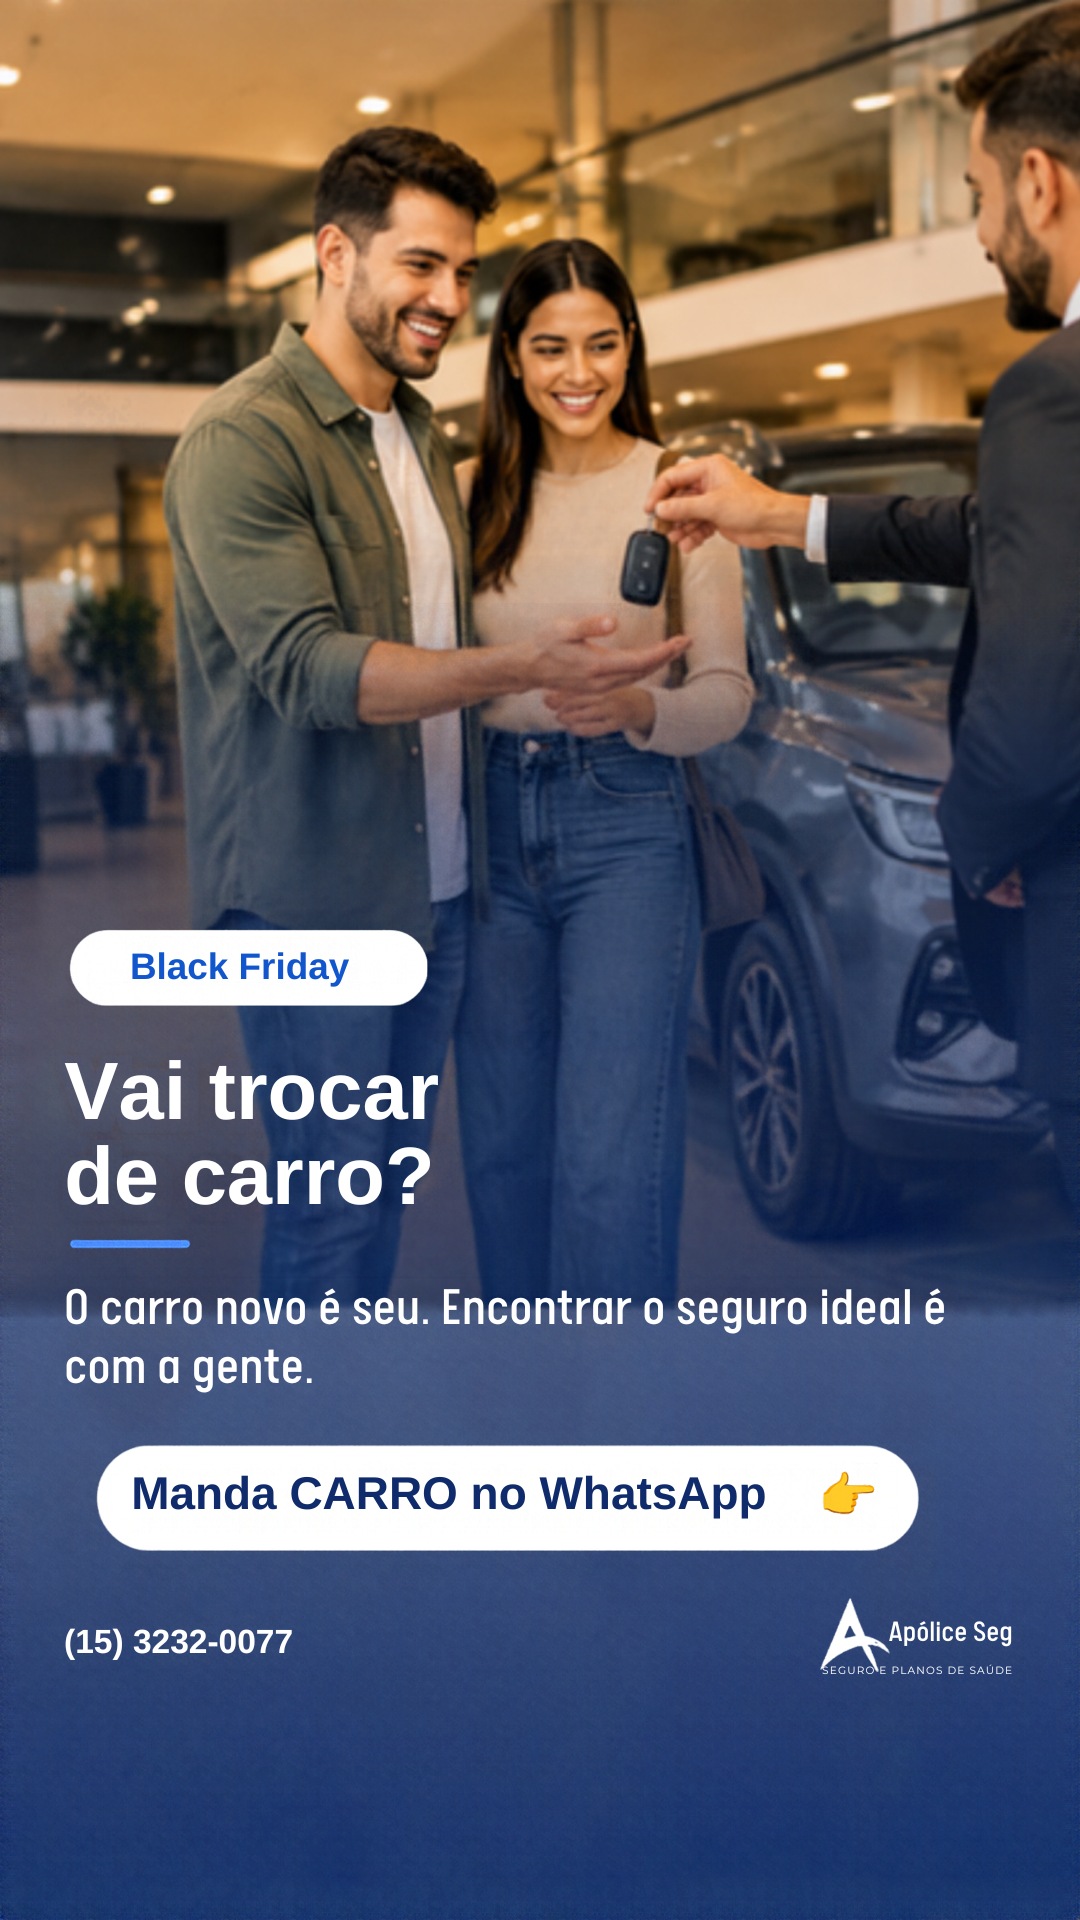 Black Friday
Vai trocar
de carro?
O carro novo é seu. Encontrar o seguro ideal é
com a gente.
Manda CARRO no WhatsApp 👉
(15) 3232-0077
Apólice Seg
SEGURO E PLANOS DE SAÚDE